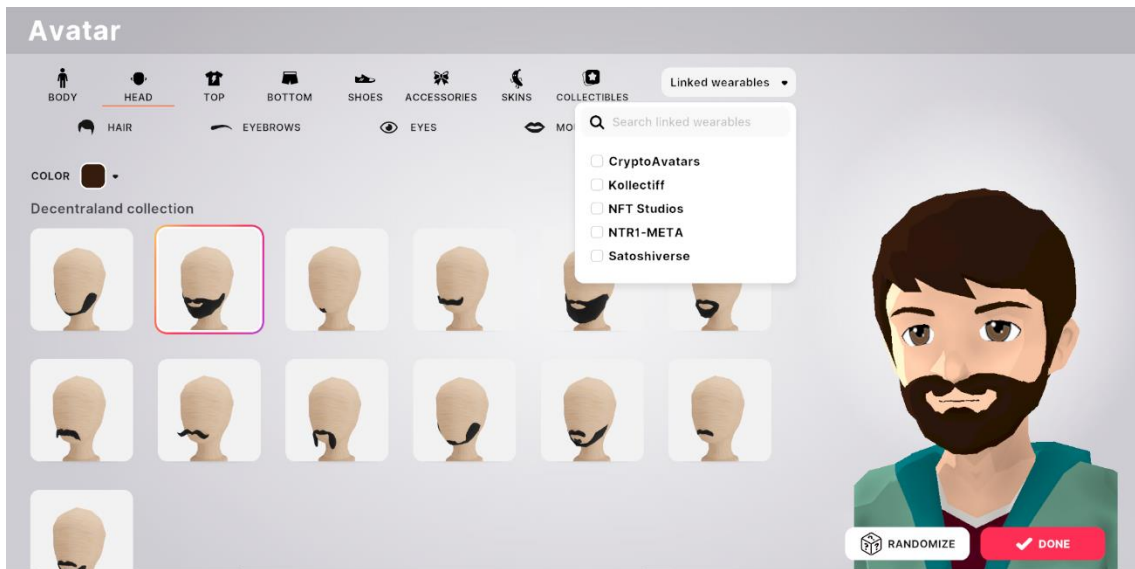 Avatar
BODY HEAD TOP BOTTOM SHOES ACCESSORIES SKINS COLLECTIBLES Linked wearables
HAIR EYEBROWS EYES
Search linked wearables
CryptoAvatars
Kollectiff
NFT Studios
NTR1-META
Satoshiverse
COLOR
Decentraland collection
RANDOMIZE DONE